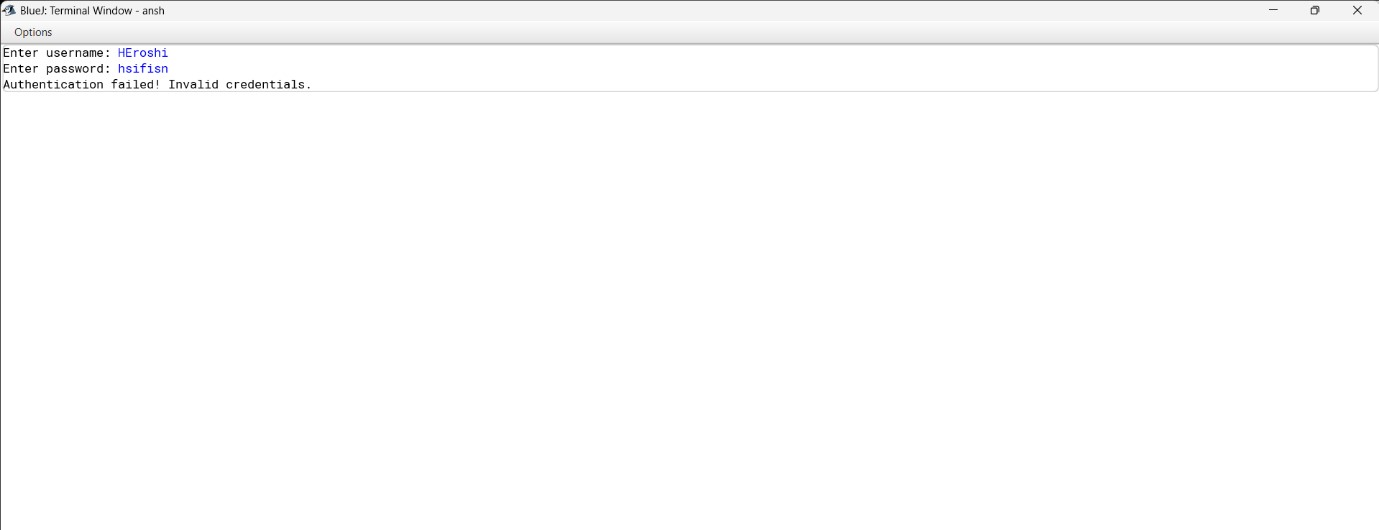 BlueJ: Terminal Window - ansh
Options
Enter username: HEroshi
Enter password: hsifisn
Authentication failed! Invalid credentials.